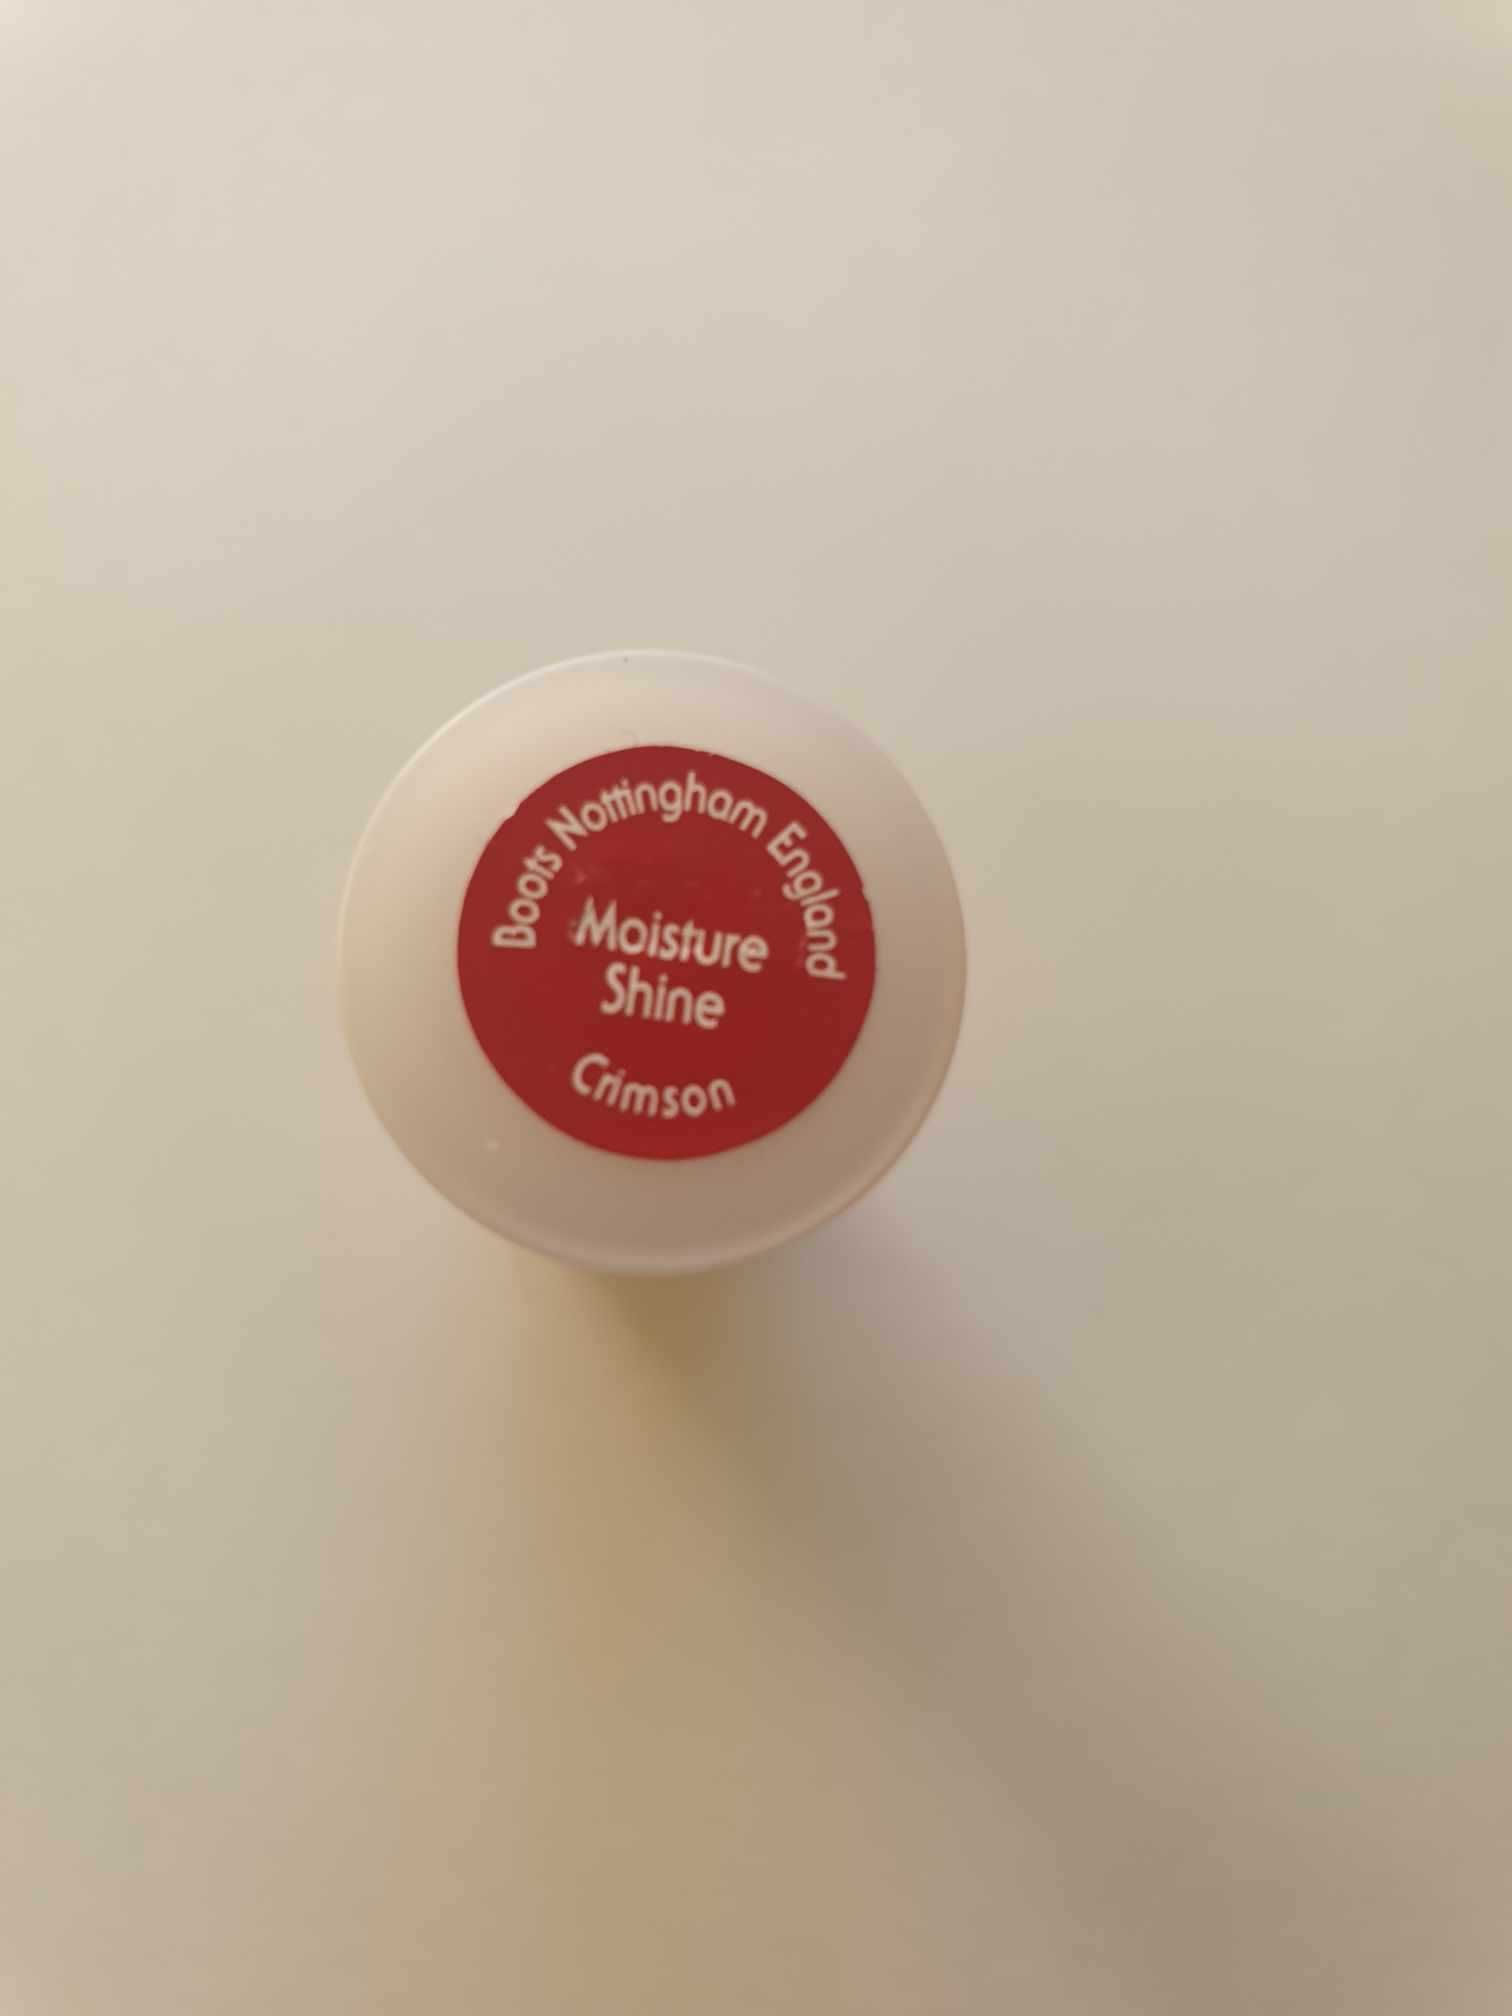 Boots Nottingham England
Moisture
Shine
Crimson